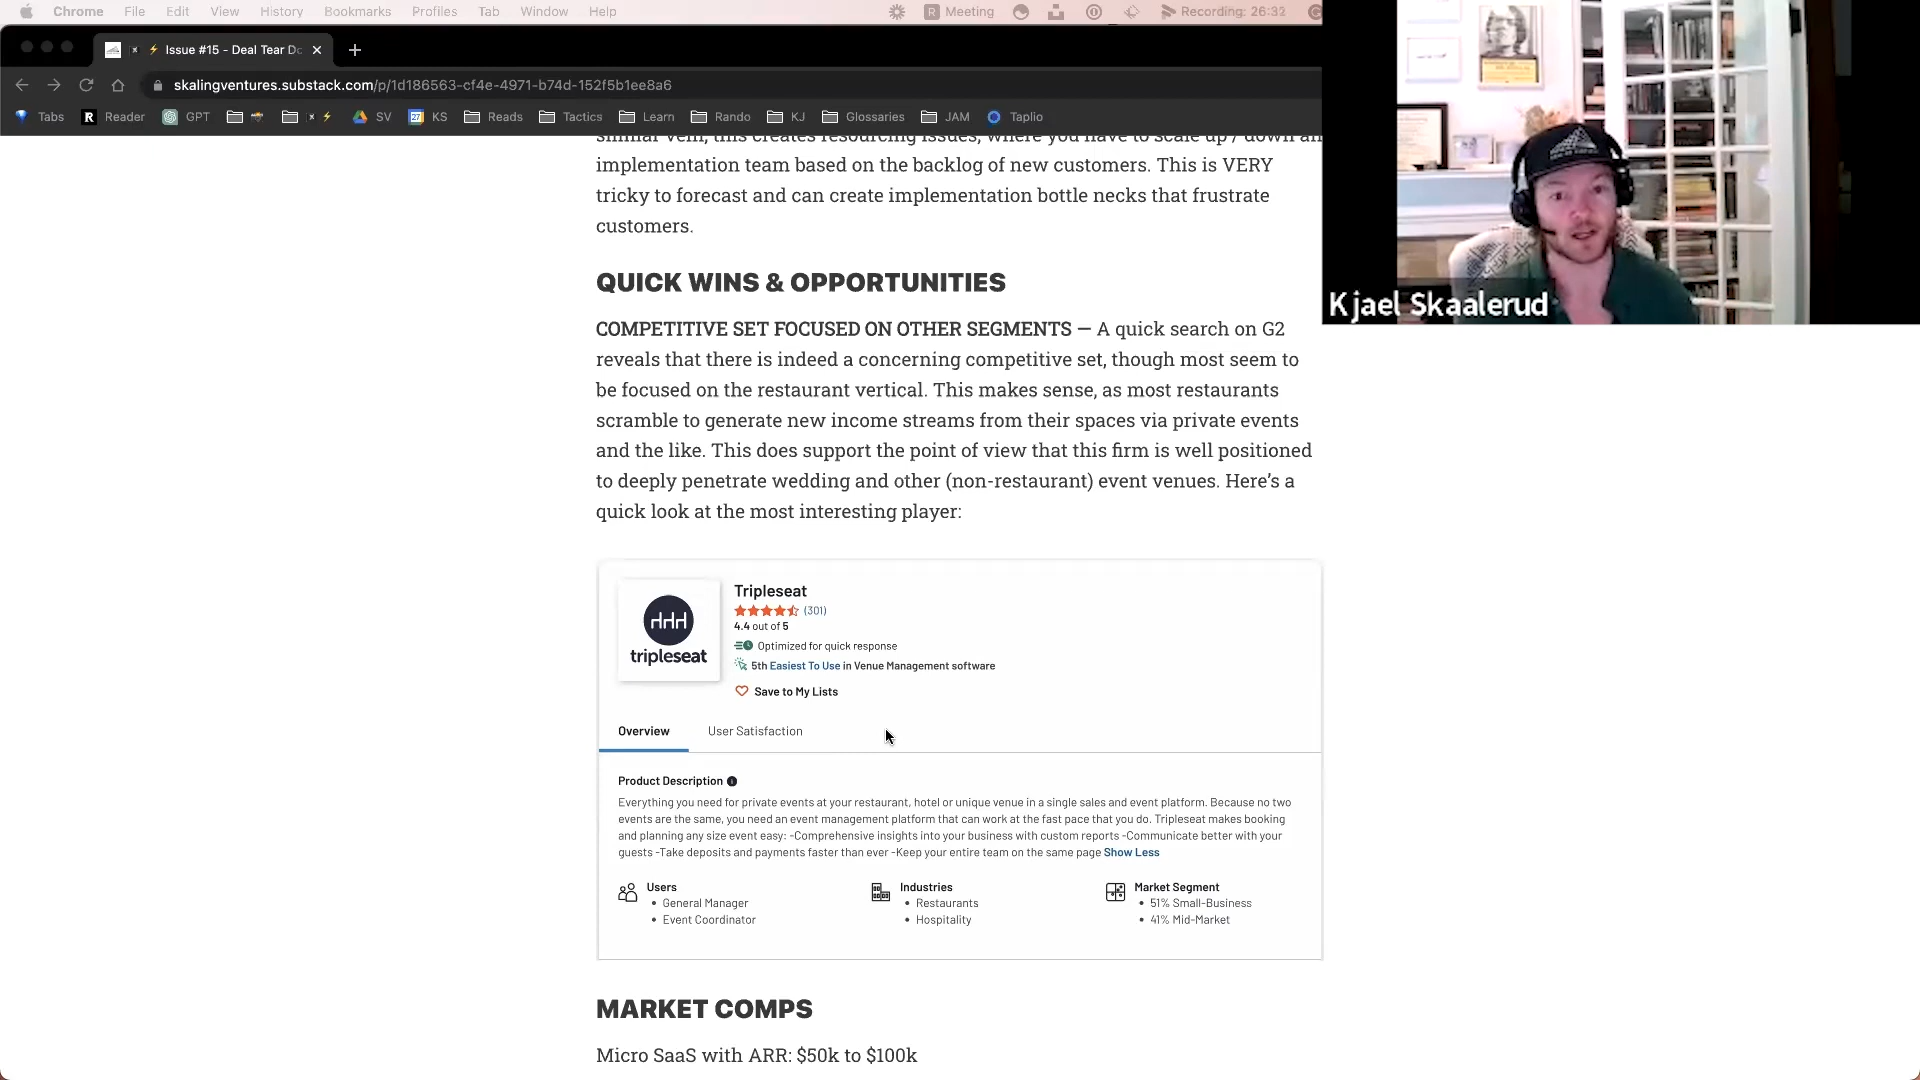 Chrome File Edit View History Bookmarks Profiles Tab Window Help
R Meeting Recording: 26:32
Issue #15 - Deal Tear Do
skalingventures.substack.com/p/1d186563-cf4e-4971-b74d-152f5b1ee8a6
Tabs R Reader GPT SV 27 KS Reads Tactics Learn Rando KJ Glossaries JAM Taplio
similar vein, this creates resourcing issues, where you have to scale up / down an
implementation team based on the backlog of new customers. This is VERY
tricky to forecast and can create implementation bottle necks that frustrate
customers.
Kjael Skaalerud
QUICK WINS & OPPORTUNITIES
COMPETITIVE SET FOCUSED ON OTHER SEGMENTS — A quick search on G2
reveals that there is indeed a concerning competitive set, though most seem to
be focused on the restaurant vertical. This makes sense, as most restaurants
scramble to generate new income streams from their spaces via private events
and the like. This does support the point of view that this firm is well positioned
to deeply penetrate wedding and other (non-restaurant) event venues. Here's a
quick look at the most interesting player:
tripleseat
Tripleseat
(301)
4.4 out of 5
Optimized for quick response
5th Easiest To Use in Venue Management software
Save to My Lists
Overview User Satisfaction
Product Description
Everything you need for private events at your restaurant, hotel or unique venue in a single sales and event platform. Because no two
events are the same, you need an event management platform that can work at the fast pace that you do. Tripleseat makes booking
and planning any size event easy: -Comprehensive insights into your business with custom reports -Communicate better with your
guests -Take deposits and payments faster than ever -Keep your entire team on the same page Show Less
Users
• General Manager
• Event Coordinator
Industries
• Restaurants
• Hospitality
Market Segment
• 51% Small-Business
• 41% Mid-Market
MARKET COMPS
Micro SaaS with ARR: $50k to $100k